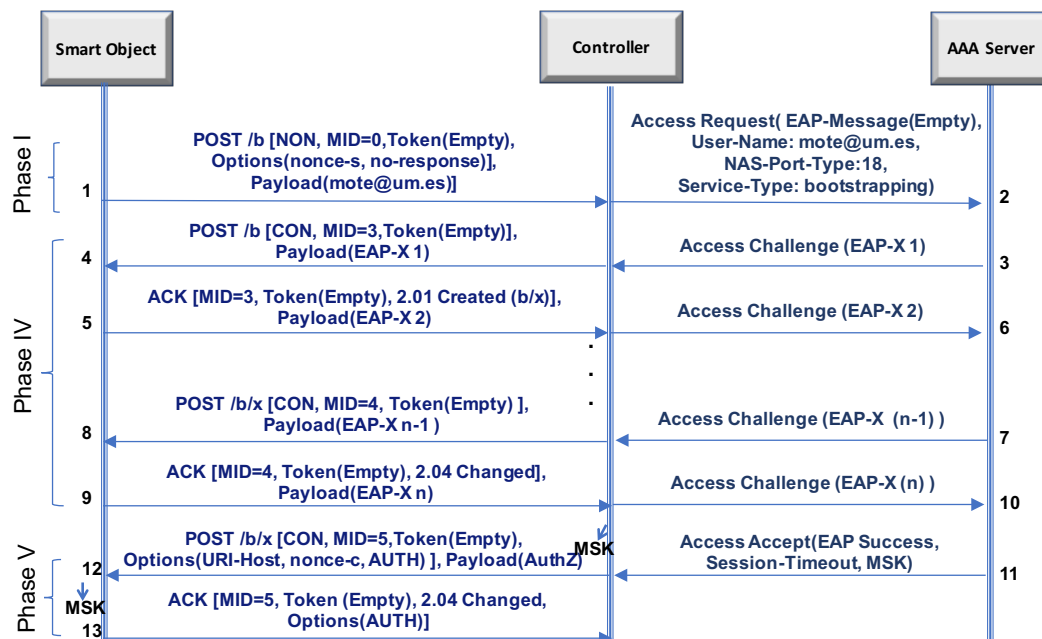 Smart Object
Controller
AAA Server
Phase I
POST /b [NON, MID=0,Token(Empty),
Options(nonce-s, no-response)],
Payload(mote@um.es)]
1
Access Request( EAP-Message(Empty),
User-Name: mote@um.es,
NAS-Port-Type:18,
Service-Type: bootstrapping)
2
Phase IV
POST /b [CON, MID=3,Token(Empty)],
Payload(EAP-X 1)
4
Access Challenge (EAP-X 1)
3
ACK [MID=3, Token(Empty), 2.01 Created (b/x)],
Payload(EAP-X 2)
5
Access Challenge (EAP-X 2)
6
.
.
.
POST /b/x [CON, MID=4, Token(Empty) ],
Payload(EAP-X n-1 )
8
Access Challenge (EAP-X (n-1) )
7
ACK [MID=4, Token(Empty), 2.04 Changed],
Payload(EAP-X n)
9
Access Challenge (EAP-X (n) )
10
MSK
Phase V
POST /b/x [CON, MID=5,Token(Empty),
Options(URI-Host, nonce-c, AUTH) ], Payload(AuthZ)
12
Access Accept(EAP Success,
Session-Timeout, MSK)
11
MSK
ACK [MID=5, Token (Empty), 2.04 Changed,
Options(AUTH)]
13